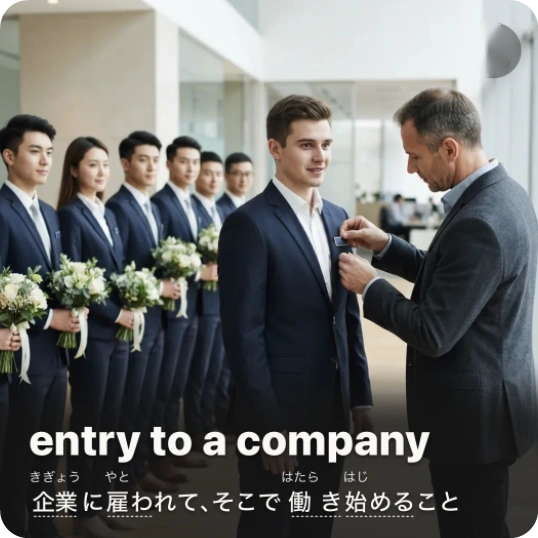 entry to a company
きぎょう やと はたら はじ
企業に雇われて、そこで働き始めること